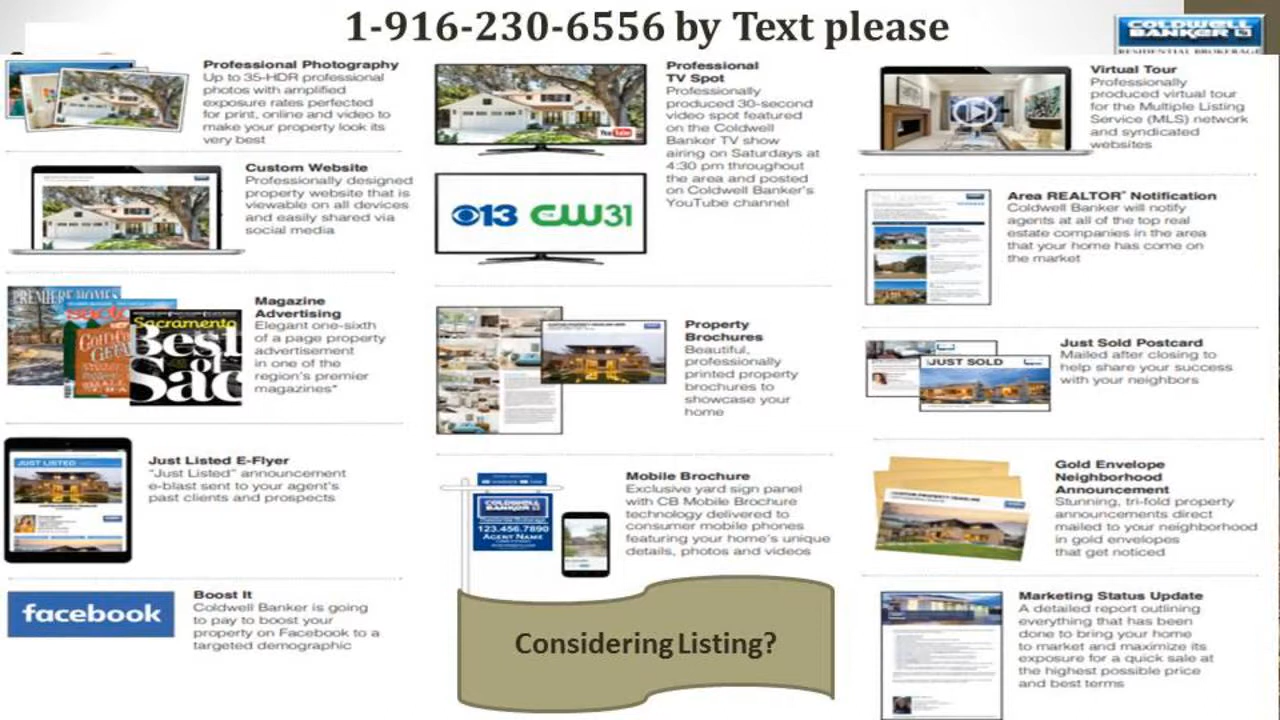 1-916-230-6556 by Text please
COLDWELL
BANKER
RESIDENTIAL BROKERAGE
Professional Photography
Up to 35-HDR professional
photos with amplified
exposure rates perfected
for print, online and video to
make your property look its
very best
Custom Website
Professionally designed
property website that is
viewable on all devices
and easily shared via
social media
PREMIERE HOMES
Sacramento
Best
of
Sac
Magazine
Advertising
Elegant one-sixth
of a page property
advertisement
in one of the
region's premier
magazines*
JUST LISTED
Just Listed E-Flyer
"Just Listed" announcement
e-blast sent to your agent's
past clients and prospects
facebook
Boost It
Coldwell Banker is going
to pay to boost your
property on Facebook to a
targeted demographic
YouTube
Professional
TV Spot
Professionally
produced 30-second
video spot featured
on the Coldwell
Banker TV show
airing on Saturdays at
4:30 pm throughout
the area and posted
on Coldwell Banker's
YouTube channel
13 CW31
Property
Brochures
Beautiful,
professionally
printed property
brochures to
showcase your
home
COLDWELL
BANKER
123.456.7890
AGENT NAME
Mobile Brochure
Exclusive yard sign panel
with CB Mobile Brochure
technology delivered to
consumer mobile phones
featuring your home's unique
details, photos and videos
Considering Listing?
Virtual Tour
Professionally
produced virtual tour
for the Multiple Listing
Service (MLS) network
and syndicated
websites
Area REALTOR® Notification
Coldwell Banker will notify
agents at all of the top real
estate companies in the area
that your home has come on
the market
JUST SOLD
Just Sold Postcard
Mailed after closing to
help share your success
with your neighbors
Gold Envelope
Neighborhood
Announcement
Stunning, tri-fold property
announcements direct
mailed to your neighborhood
in gold envelopes
that get noticed
Marketing Status Update
A detailed report outlining
everything that has been
done to bring your home
to market and maximize its
exposure for a quick sale at
the highest possible price
and best terms